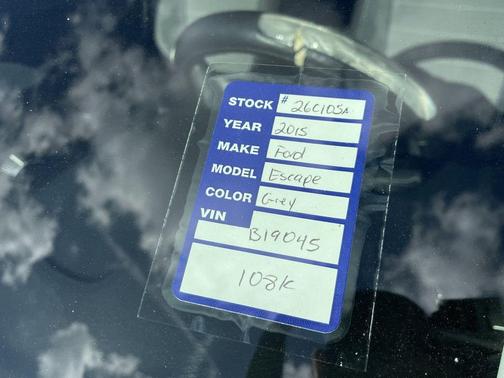 STOCK # 26C105A
YEAR 2015
MAKE Ford
MODEL Escape
COLOR Grey
VIN
B19045
108K